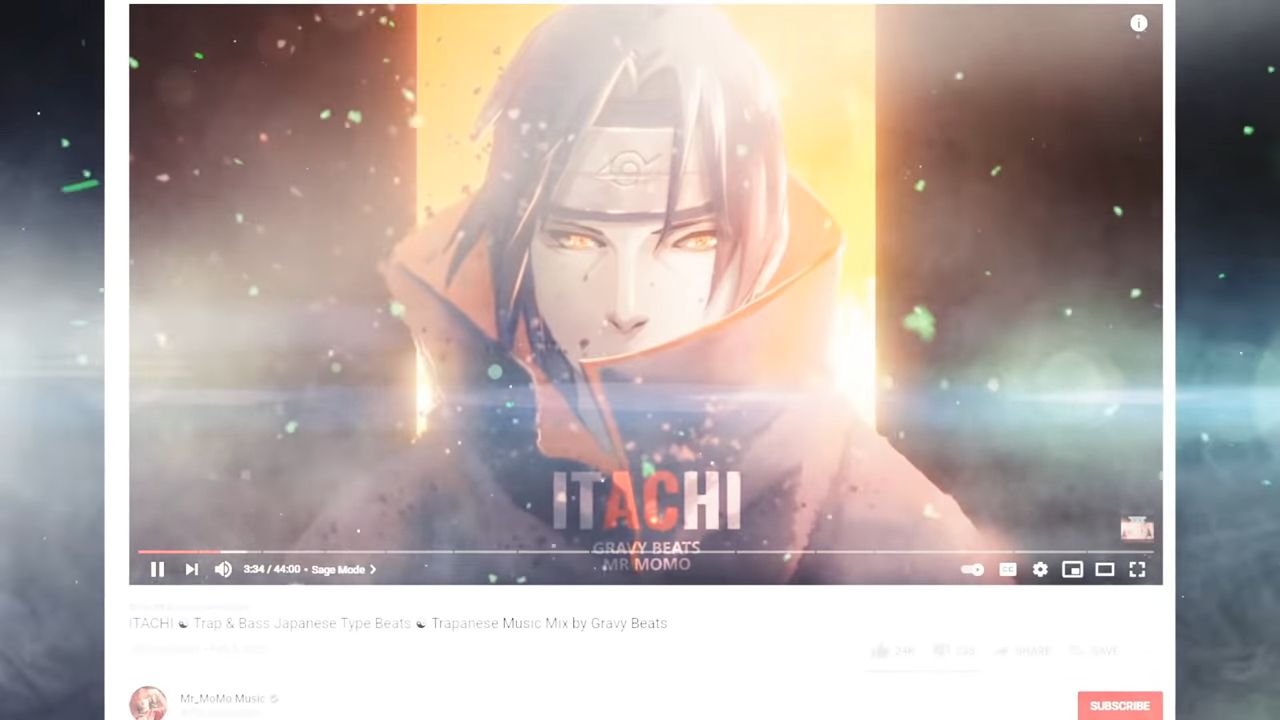 ITACHI
GRAVY BEATS
MR MOMO
3:34 / 44:00 • Sage Mode >
CC
ITACHI ☯ Trap & Bass Japanese Type Beats ☯ Trapanese Music Mix by Gravy Beats
24K SHARE SAVE
Mr_MoMo Music
SUBSCRIBE